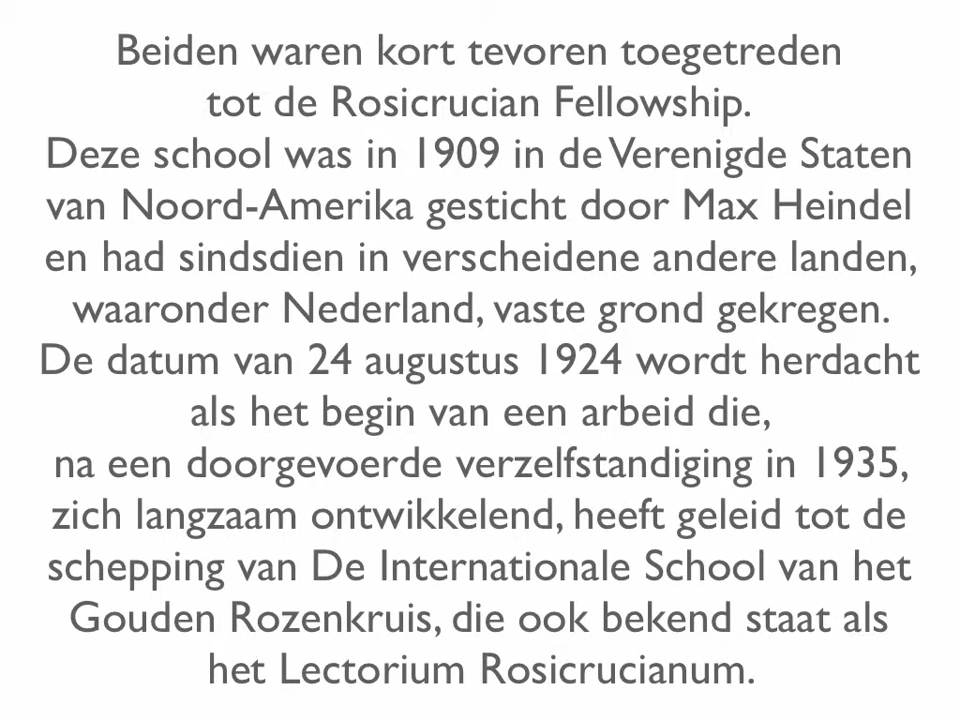 Beiden waren kort tevoren toegetreden
tot de Rosicrucian Fellowship.
Deze school was in 1909 in de Verenigde Staten
van Noord-Amerika gesticht door Max Heindel
en had sindsdien in verscheidene andere landen,
waaronder Nederland, vaste grond gekregen.
De datum van 24 augustus 1924 wordt herdacht
als het begin van een arbeid die,
na een doorgevoerde verzelfstandiging in 1935,
zich langzaam ontwikkelend, heeft geleid tot de
schepping van De Internationale School van het
Gouden Rozenkruis, die ook bekend staat als
het Lectorium Rosicrucianum.